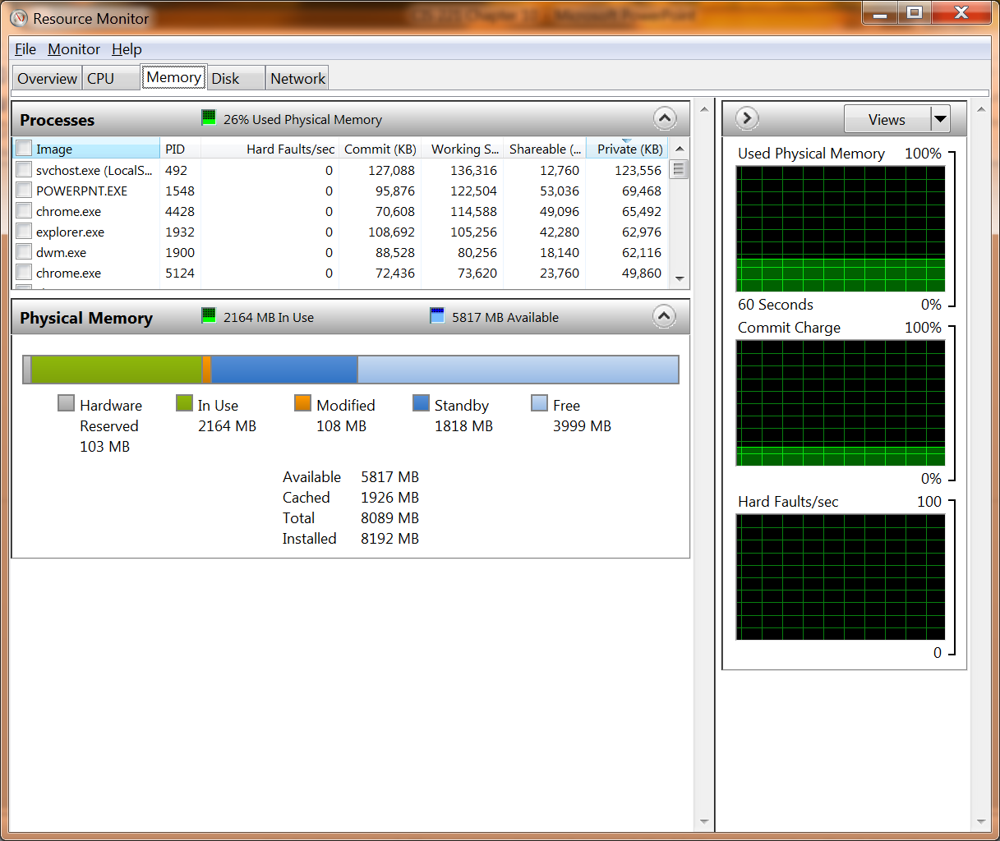 Resource Monitor
File Monitor Help
Overview CPU Memory Disk Network
Processes 26% Used Physical Memory
Image PID Hard Faults/sec Commit (KB) Working S... Shareable (... Private (KB)
svchost.exe (LocalS... 492 0 127,088 136,316 12,760 123,556
POWERPNT.EXE 1548 0 95,876 122,504 53,036 69,468
chrome.exe 4428 0 70,608 114,588 49,096 65,492
explorer.exe 1932 0 108,692 105,256 42,280 62,976
dwm.exe 1900 0 88,528 80,256 18,140 62,116
chrome.exe 5124 0 72,436 73,620 23,760 49,860
Physical Memory 2164 MB In Use 5817 MB Available
Hardware Reserved 103 MB
In Use 2164 MB
Modified 108 MB
Standby 1818 MB
Free 3999 MB
Available 5817 MB
Cached 1926 MB
Total 8089 MB
Installed 8192 MB
Views
Used Physical Memory 100%
60 Seconds 0%
Commit Charge 100%
0%
Hard Faults/sec 100
0